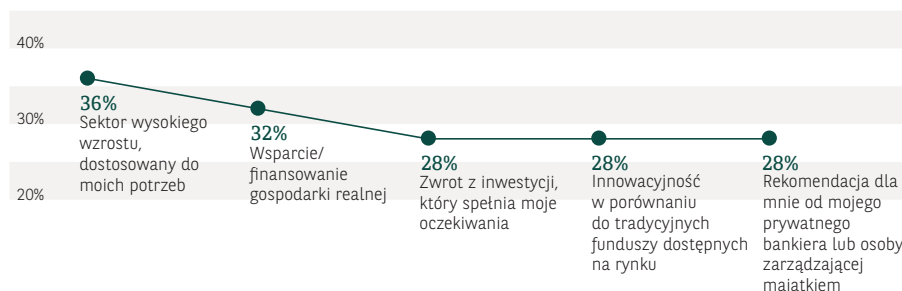 40%
30%
20%
36%
Sektor wysokiego
wzrostu,
dostosowany do
moich potrzeb
32%
Wsparcie/
finansowanie
gospodarki realnej
28%
Zwrot z inwestycji,
który spełnia moje
oczekiwania
28%
Innowacyjność
w porównaniu
do tradycyjnych
funduszy dostępnych
na rynku
28%
Rekomendacja dla
mnie od mojego
prywatnego
bankiera lub osoby
zarządzającej
majątkiem